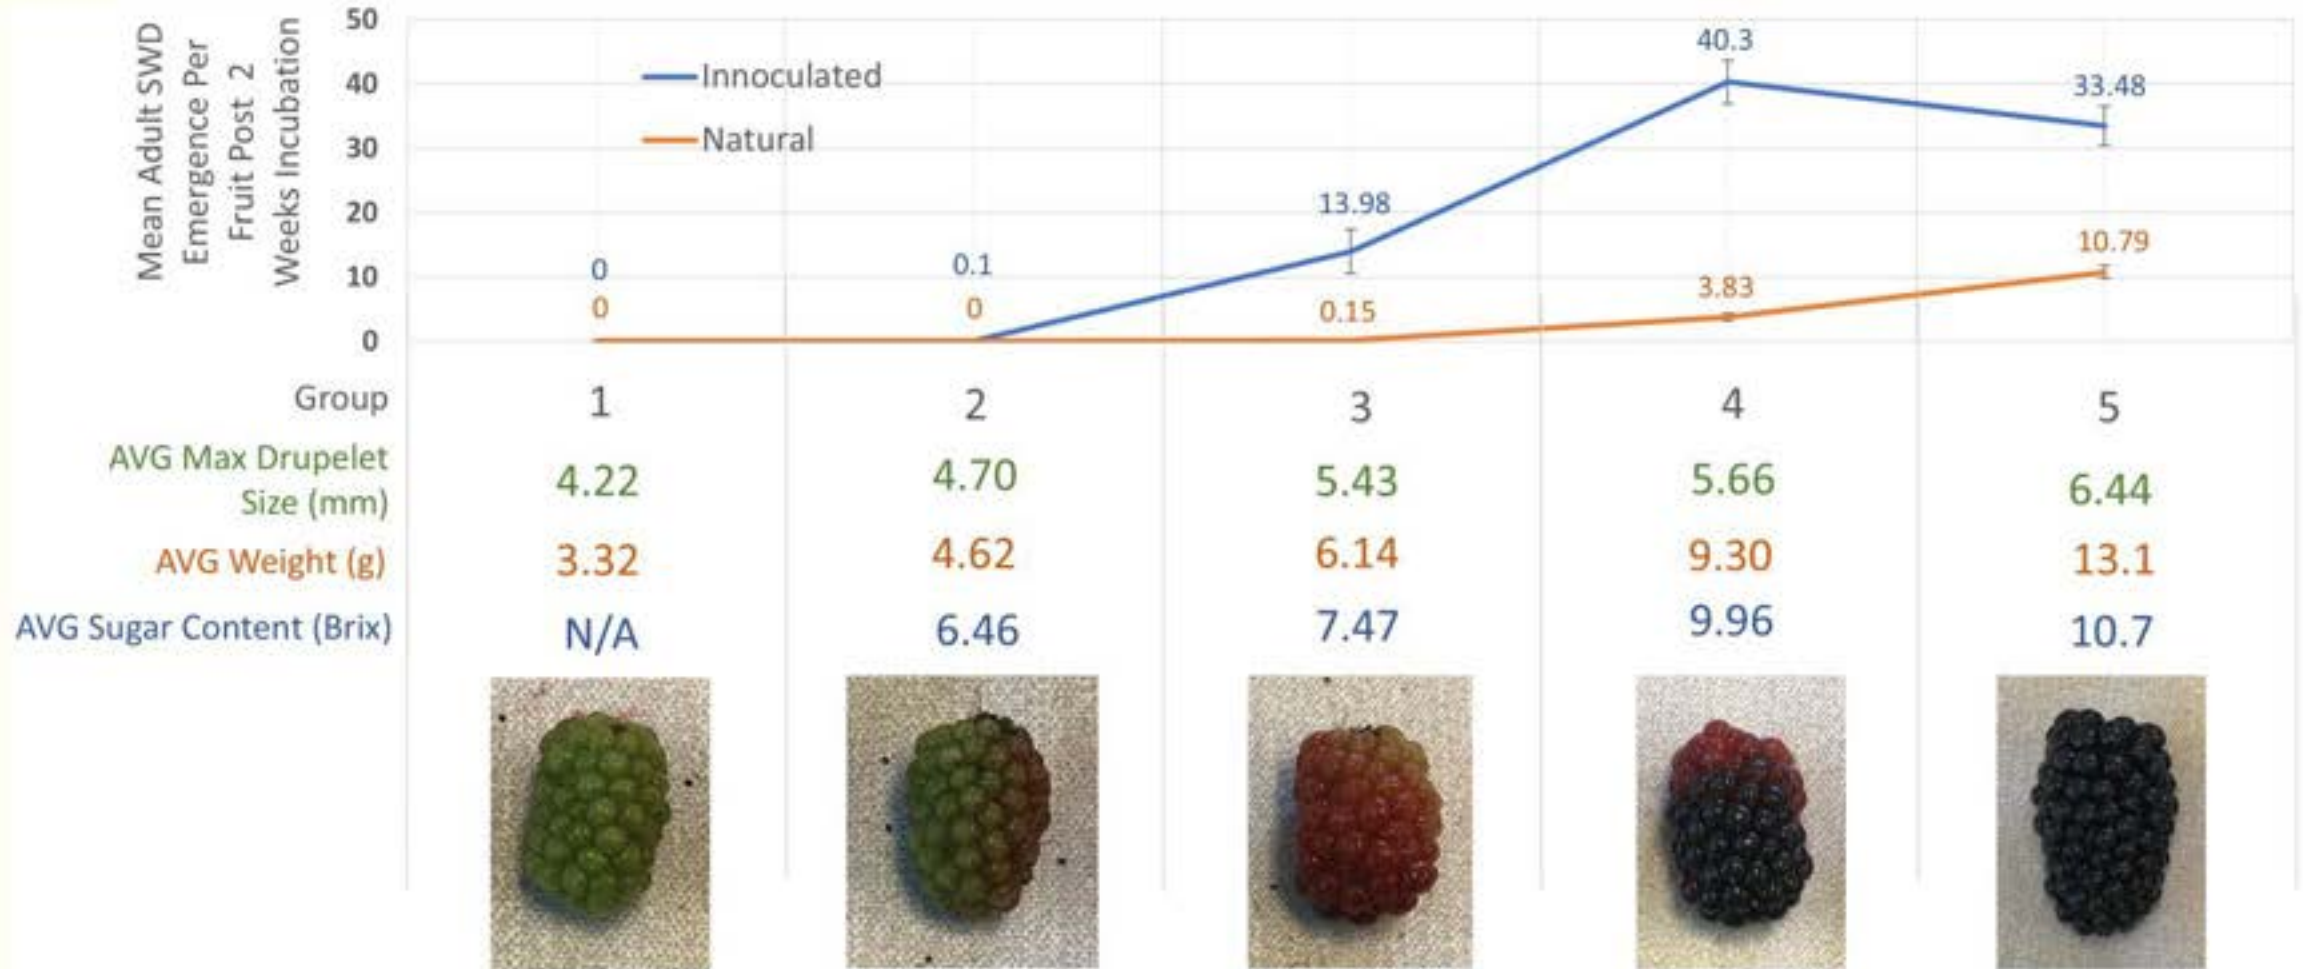 Mean Adult SWD
Emergence Per
Fruit Post 2
Weeks Incubation
50
40
30
20
10
0
Innoculated
Natural
0
0.1
13.98
40.3
33.48
0
0
0.15
3.83
10.79
Group
1
2
3
4
5
AVG Max Drupelet
Size (mm)
4.22
4.70
5.43
5.66
6.44
AVG Weight (g)
3.32
4.62
6.14
9.30
13.1
AVG Sugar Content (Brix)
N/A
6.46
7.47
9.96
10.7